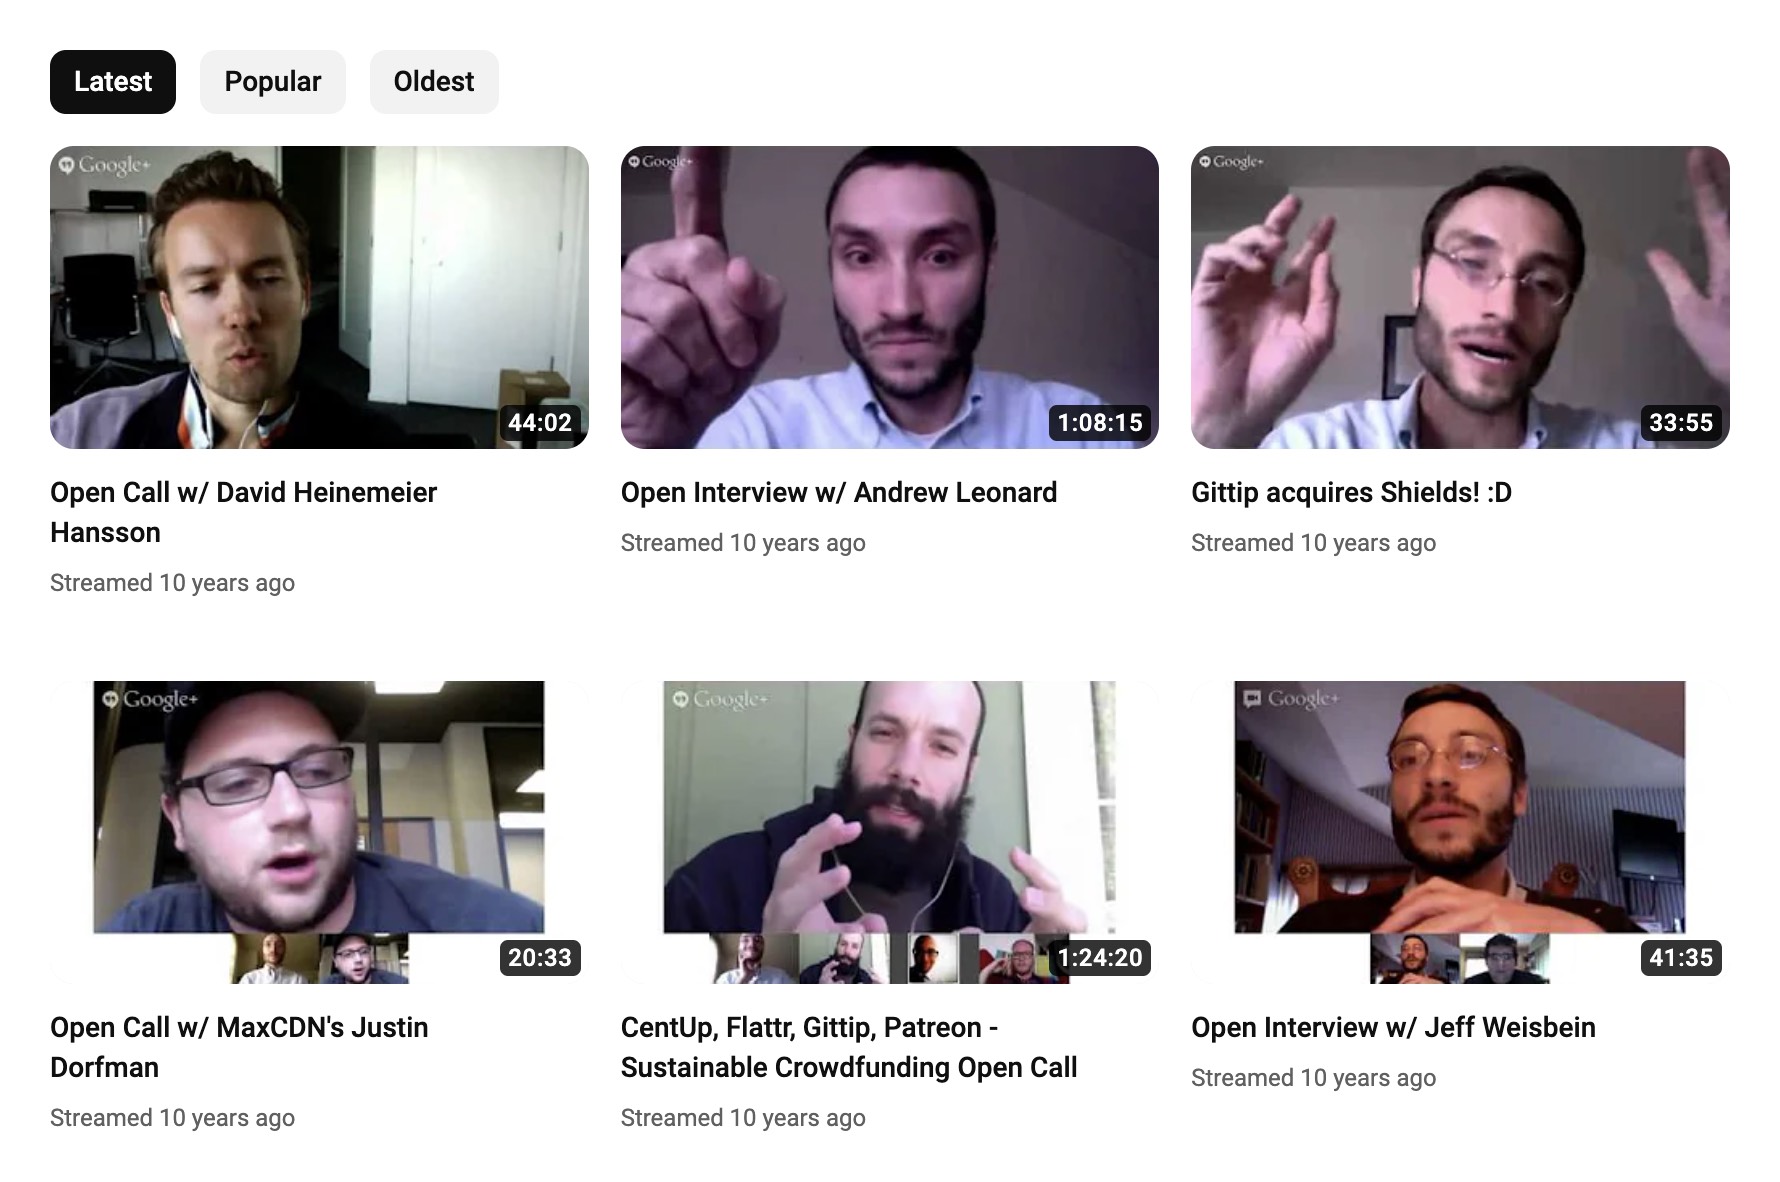 Latest
Popular
Oldest
Google+
44:02
Google+
1:08:15
Google+
33:55
Open Call w/ David Heinemeier
Hansson
Streamed 10 years ago
Open Interview w/ Andrew Leonard
Streamed 10 years ago
Gittip acquires Shields! :D
Streamed 10 years ago
Google+
20:33
Google+
1:24:20
Google+
41:35
Open Call w/ MaxCDN's Justin
Dorfman
Streamed 10 years ago
CentUp, Flattr, Gittip, Patreon -
Sustainable Crowdfunding Open Call
Streamed 10 years ago
Open Interview w/ Jeff Weisbein
Streamed 10 years ago